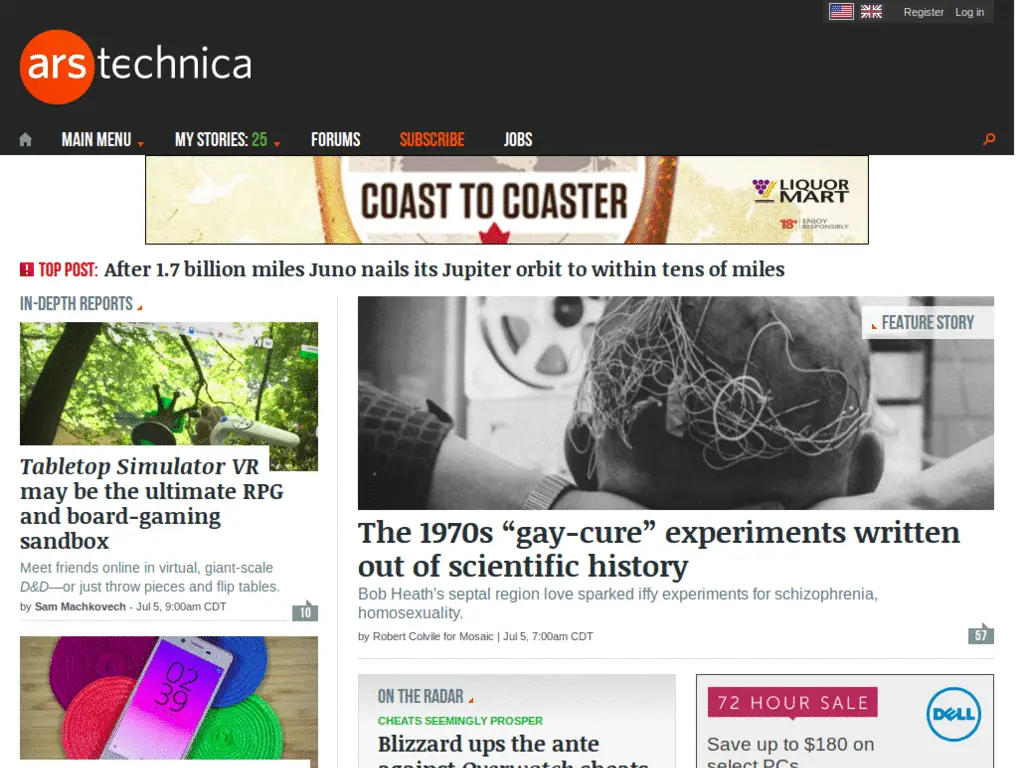 Register Log in
ars technica
MAIN MENU MY STORIES: 25 FORUMS SUBSCRIBE JOBS
COAST TO COASTER
LIQUOR
MART
18+ ENJOY
RESPONSIBLY
TOP POST: After 1.7 billion miles Juno nails its Jupiter orbit to within tens of miles
IN-DEPTH REPORTS
Tabletop Simulator VR
may be the ultimate RPG
and board-gaming
sandbox
Meet friends online in virtual, giant-scale
D&D—or just throw pieces and flip tables.
by Sam Machkovech - Jul 5, 9:00am CDT
10
02
39
FEATURE STORY
The 1970s “gay-cure” experiments written
out of scientific history
Bob Heath’s septal region love sparked iffy experiments for schizophrenia,
homosexuality.
by Robert Colvile for Mosaic | Jul 5, 7:00am CDT
57
ON THE RADAR
CHEATS SEEMINGLY PROSPER
Blizzard ups the ante
against Overwatch cheats
72 HOUR SALE
DELL
Save up to $180 on
select PCs